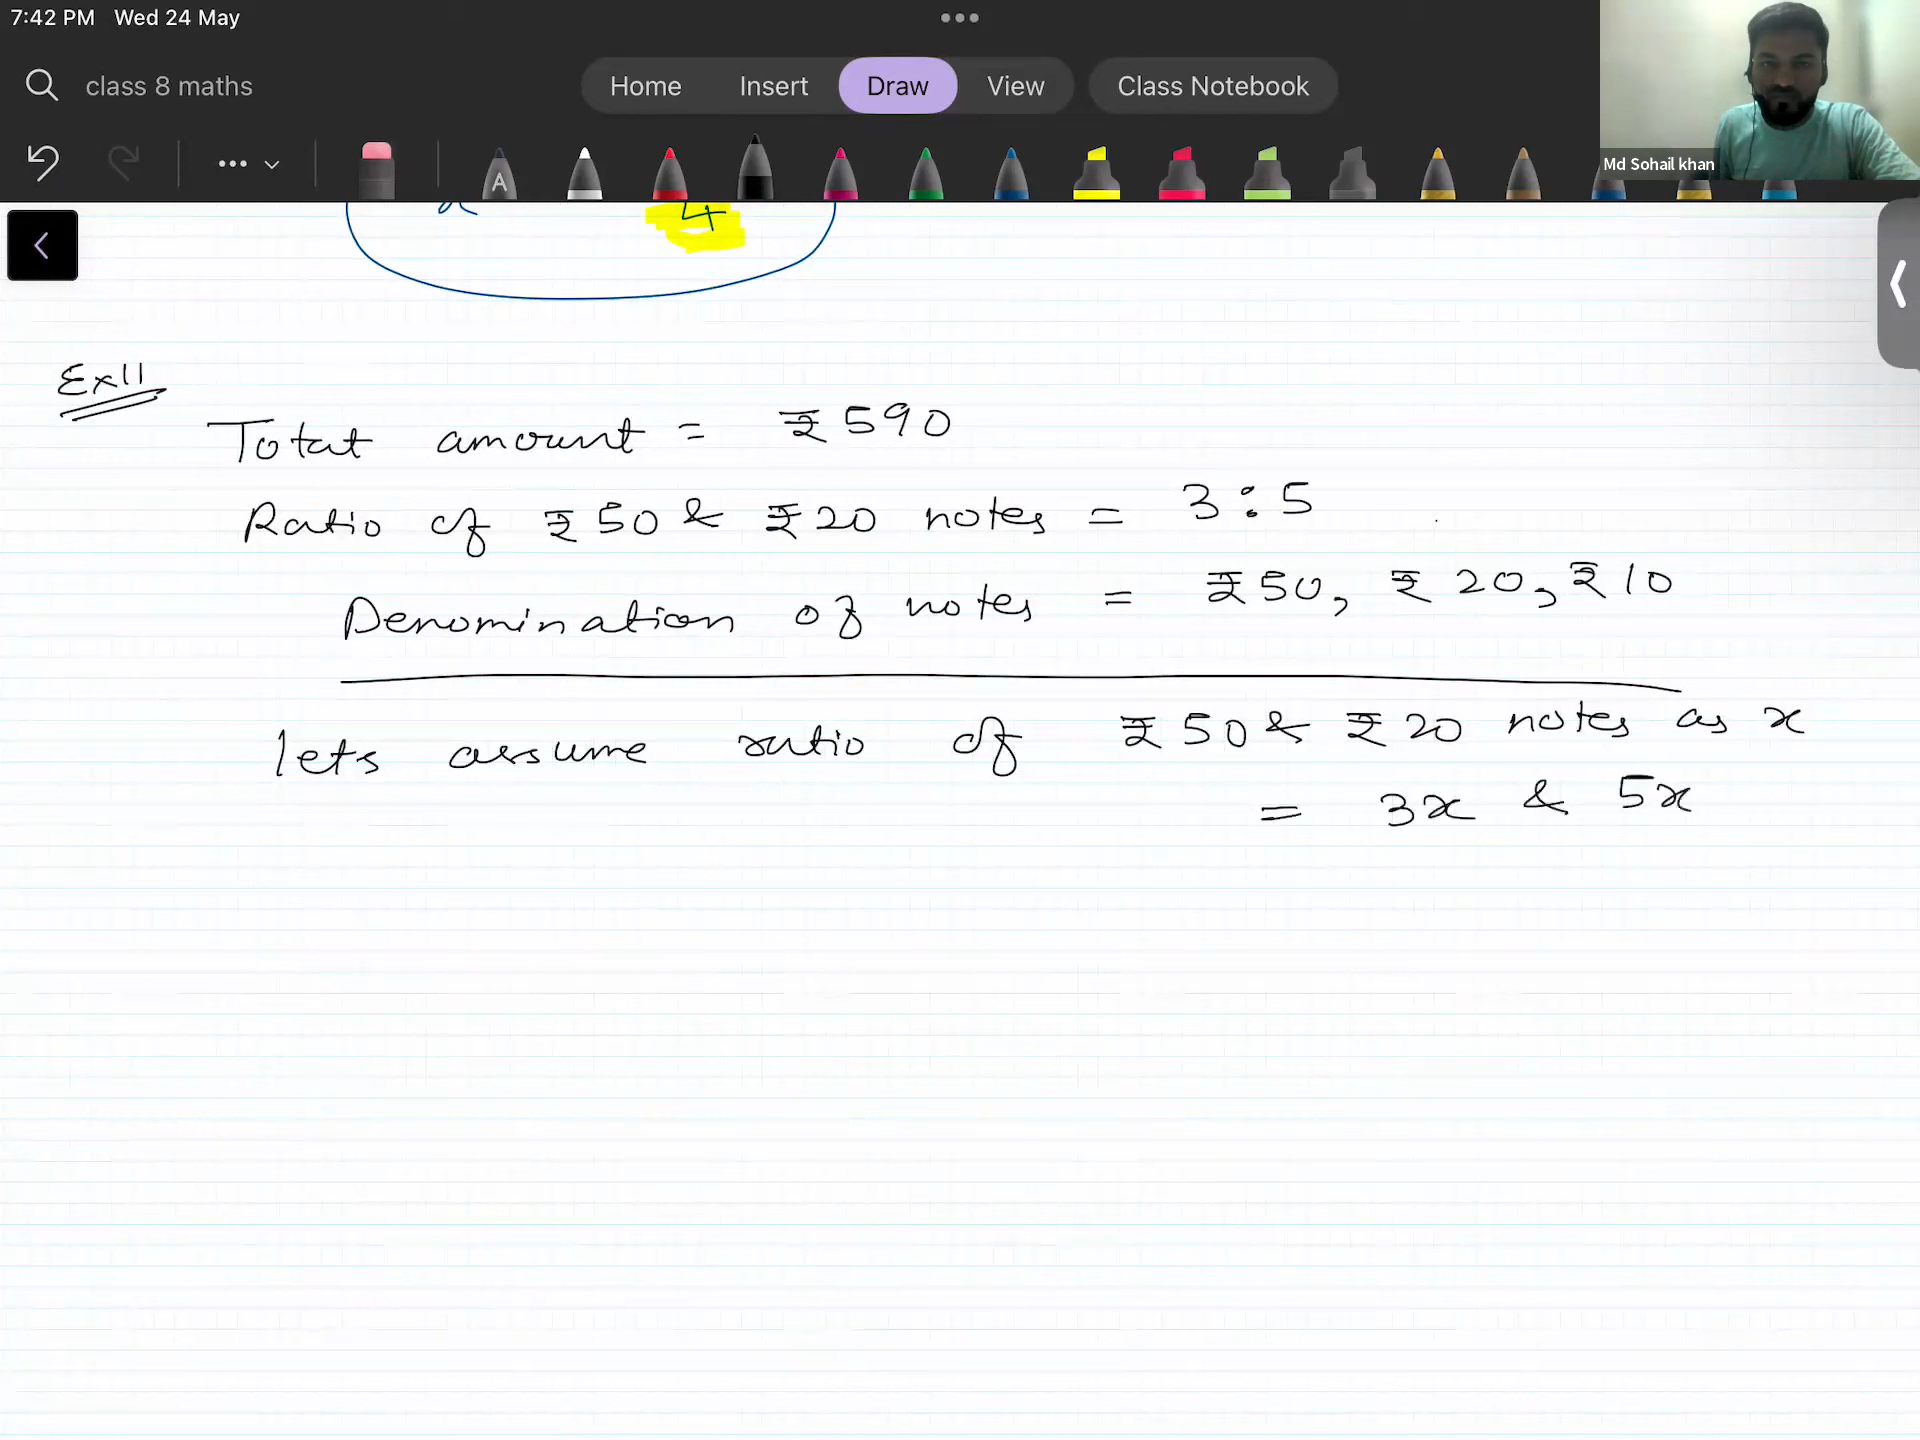 7:42 PM Wed 24 May
class 8 maths
Home Insert Draw View Class Notebook
A
Md Sohail khan
x 4
Ex11
Total amount = ₹590
Ratio of ₹50 & ₹20 notes = 3:5
Denomination of notes = ₹50, ₹20, ₹10
lets assume ratio of ₹50 & ₹20 notes as x
= 3x & 5x